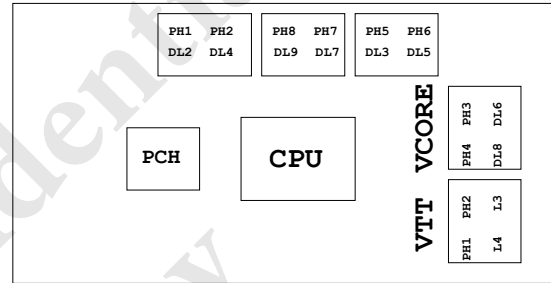 PH1 PH2
DL2 DL4
PH8 PH7
DL9 DL7
PH5 PH6
DL3 DL5
VCORE
PH3 DL6
PH4 DL8
PCH
CPU
VTT
PH2 L3
PH1 L4